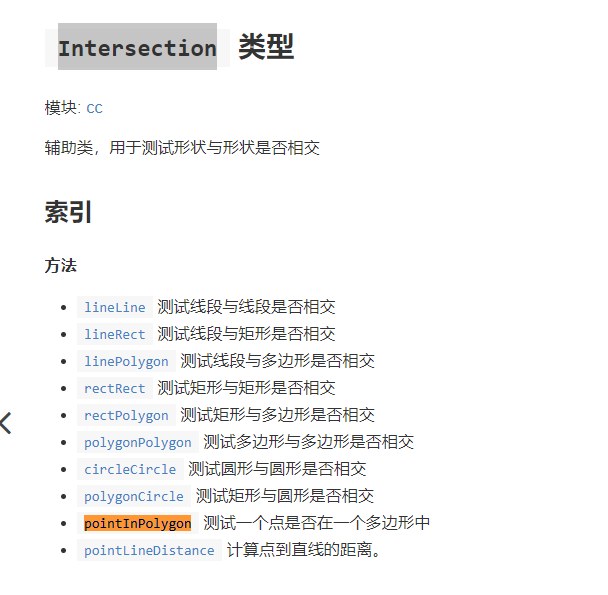 Intersection 类型
模块: cc
辅助类，用于测试形状与形状是否相交
索引
方法
lineLine 测试线段与线段是否相交
lineRect 测试线段与矩形是否相交
linePolygon 测试线段与多边形是否相交
rectRect 测试矩形与矩形是否相交
rectPolygon 测试矩形与多边形是否相交
polygonPolygon 测试多边形与多边形是否相交
circleCircle 测试圆形与圆形是否相交
polygonCircle 测试矩形与圆形是否相交
pointInPolygon 测试一个点是否在一个多边形中
pointLineDistance 计算点到直线的距离。